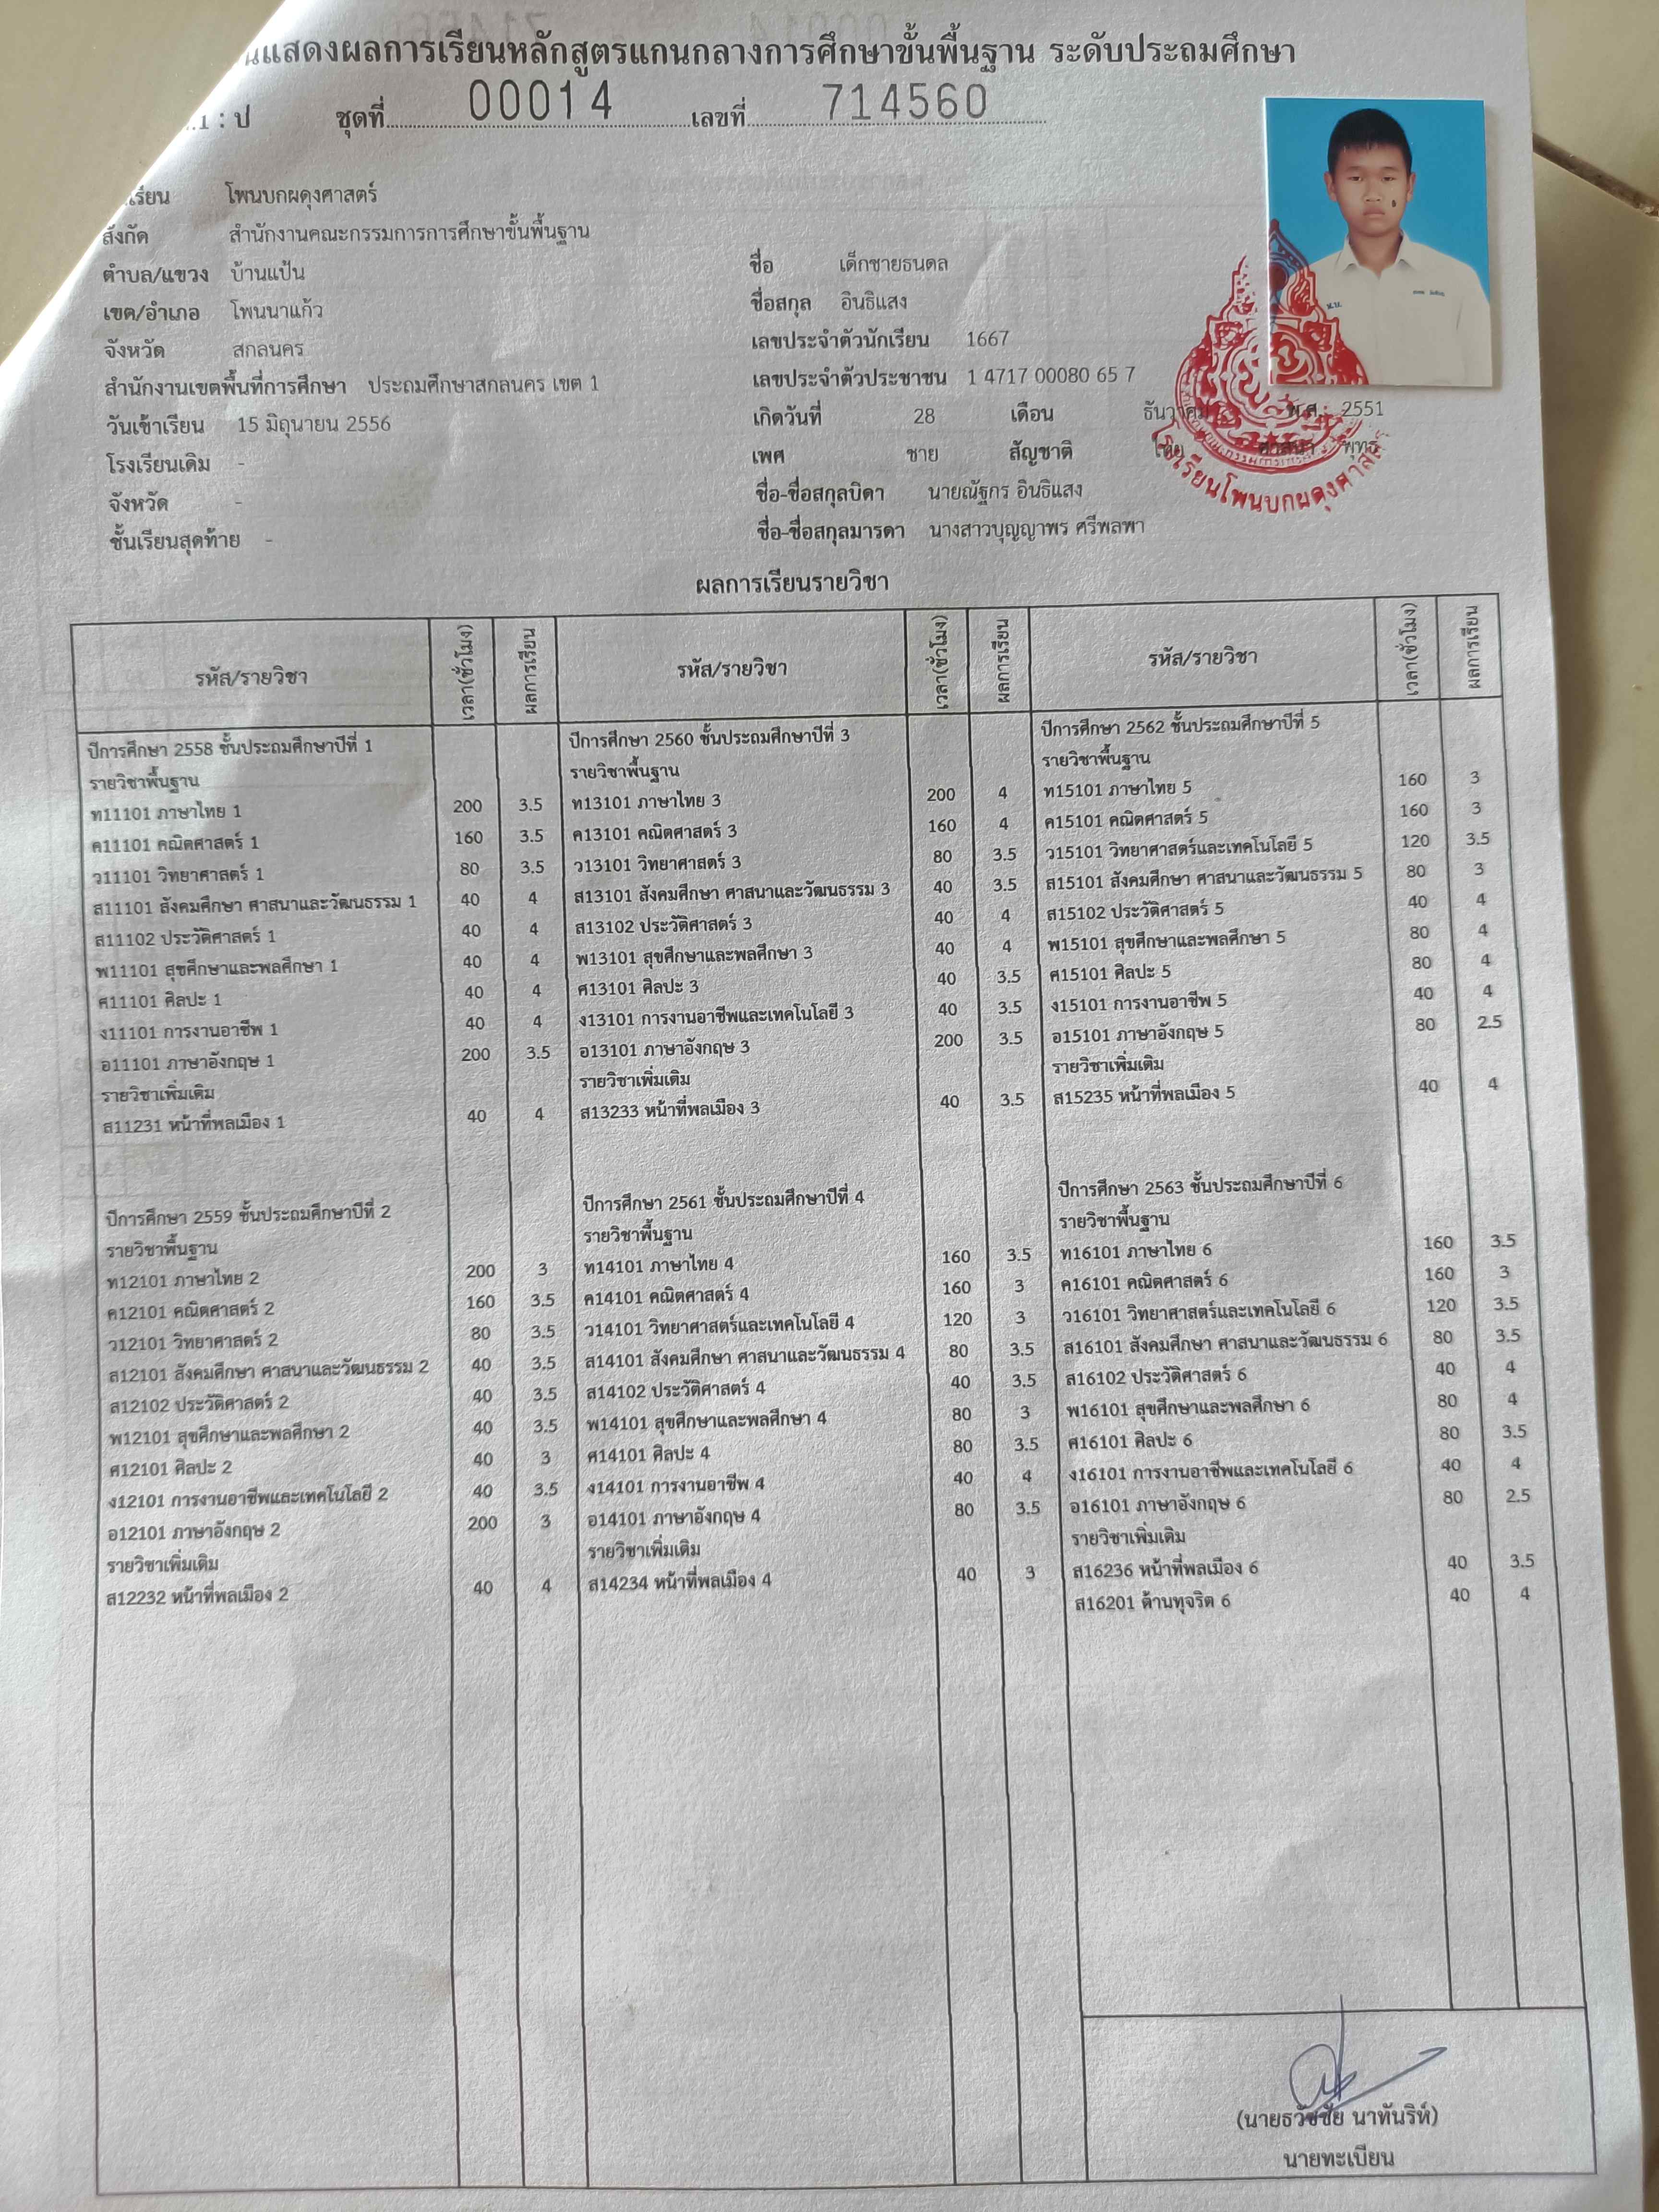 แสดงผลการเรียนหลักสูตรแกนกลางการศึกษาขั้นพื้นฐาน ระดับประถมศึกษา
: ป ชุดที่ 00014 เลขที่ 714560
โพนบกผดุงศาสตร์
สังกัด สำนักงานคณะกรรมการการศึกษาขั้นพื้นฐาน
ตำบล/แขวง บ้านแป้น
เขต/อำเภอ โพนนาแก้ว
จังหวัด สกลนคร
สำนักงานเขตพื้นที่การศึกษา ประถมศึกษาสกลนคร เขต 1
วันเข้าเรียน 15 มิถุนายน 2556
โรงเรียนเดิม -
จังหวัด -
ชั้นเรียนสุดท้าย -
ชื่อ เด็กชายธนดล
ชื่อสกุล อินธิแสง
เลขประจำตัวนักเรียน 1667
เลขประจำตัวประชาชน 1 4717 00080 65 7
เกิดวันที่ 28 เดือน ธันวาคม พ.ศ. 2551
เพศ ชาย สัญชาติ ไทย ศาสนา พุทธ
ชื่อ-ชื่อสกุลบิดา นายณัฐกร อินธิแสง
ชื่อ-ชื่อสกุลมารดา นางสาวบุญญาพร ศรีพลพา
โรงเรียนโพนบกผดุงศาสตร์
ผลการเรียนรายวิชา
รหัส/รายวิชา เวลา(ชั่วโมง) ผลการเรียน รหัส/รายวิชา เวลา(ชั่วโมง) ผลการเรียน รหัส/รายวิชา เวลา(ชั่วโมง) ผลการเรียน
ปีการศึกษา 2558 ชั้นประถมศึกษาปีที่ 1
รายวิชาพื้นฐาน
ท11101 ภาษาไทย 1 200 3.5
ค11101 คณิตศาสตร์ 1 160 3.5
ว11101 วิทยาศาสตร์ 1 80 3.5
ส11101 สังคมศึกษา ศาสนาและวัฒนธรรม 1 40 4
ส11102 ประวัติศาสตร์ 1 40 4
พ11101 สุขศึกษาและพลศึกษา 1 40 4
ศ11101 ศิลปะ 1 40 4
ง11101 การงานอาชีพ 1 40 4
อ11101 ภาษาอังกฤษ 1 200 3.5
รายวิชาเพิ่มเติม
ส11231 หน้าที่พลเมือง 1 40 4
ปีการศึกษา 2559 ชั้นประถมศึกษาปีที่ 2
รายวิชาพื้นฐาน
ท12101 ภาษาไทย 2 200 3
ค12101 คณิตศาสตร์ 2 160 3.5
ว12101 วิทยาศาสตร์ 2 80 3.5
ส12101 สังคมศึกษา ศาสนาและวัฒนธรรม 2 40 3.5
ส12102 ประวัติศาสตร์ 2 40 3.5
พ12101 สุขศึกษาและพลศึกษา 2 40 3.5
ศ12101 ศิลปะ 2 40 3
ง12101 การงานอาชีพและเทคโนโลยี 2 40 3.5
อ12101 ภาษาอังกฤษ 2 200 3
รายวิชาเพิ่มเติม
ส12232 หน้าที่พลเมือง 2 40 4
ปีการศึกษา 2560 ชั้นประถมศึกษาปีที่ 3
รายวิชาพื้นฐาน
ท13101 ภาษาไทย 3 200 4
ค13101 คณิตศาสตร์ 3 160 4
ว13101 วิทยาศาสตร์ 3 80 3.5
ส13101 สังคมศึกษา ศาสนาและวัฒนธรรม 3 40 3.5
ส13102 ประวัติศาสตร์ 3 40 4
พ13101 สุขศึกษาและพลศึกษา 3 40 4
ศ13101 ศิลปะ 3 40 3.5
ง13101 การงานอาชีพและเทคโนโลยี 3 40 3.5
อ13101 ภาษาอังกฤษ 3 200 3.5
รายวิชาเพิ่มเติม
ส13233 หน้าที่พลเมือง 3 40 3.5
ปีการศึกษา 2561 ชั้นประถมศึกษาปีที่ 4
รายวิชาพื้นฐาน
ท14101 ภาษาไทย 4 160 3.5
ค14101 คณิตศาสตร์ 4 160 3
ว14101 วิทยาศาสตร์และเทคโนโลยี 4 120 3
ส14101 สังคมศึกษา ศาสนาและวัฒนธรรม 4 80 3.5
ส14102 ประวัติศาสตร์ 4 40 3.5
พ14101 สุขศึกษาและพลศึกษา 4 80 3
ศ14101 ศิลปะ 4 80 3.5
ง14101 การงานอาชีพ 4 40 4
อ14101 ภาษาอังกฤษ 4 80 3.5
รายวิชาเพิ่มเติม
ส14234 หน้าที่พลเมือง 4 40 3
ปีการศึกษา 2562 ชั้นประถมศึกษาปีที่ 5
รายวิชาพื้นฐาน
ท15101 ภาษาไทย 5 160 3
ค15101 คณิตศาสตร์ 5 160 3
ว15101 วิทยาศาสตร์และเทคโนโลยี 5 120 3.5
ส15101 สังคมศึกษา ศาสนาและวัฒนธรรม 5 80 3
ส15102 ประวัติศาสตร์ 5 40 4
พ15101 สุขศึกษาและพลศึกษา 5 80 4
ศ15101 ศิลปะ 5 80 4
ง15101 การงานอาชีพ 5 40 4
อ15101 ภาษาอังกฤษ 5 80 2.5
รายวิชาเพิ่มเติม
ส15235 หน้าที่พลเมือง 5 40 4
ปีการศึกษา 2563 ชั้นประถมศึกษาปีที่ 6
รายวิชาพื้นฐาน
ท16101 ภาษาไทย 6 160 3.5
ค16101 คณิตศาสตร์ 6 160 3
ว16101 วิทยาศาสตร์และเทคโนโลยี 6 120 3.5
ส16101 สังคมศึกษา ศาสนาและวัฒนธรรม 6 80 3.5
ส16102 ประวัติศาสตร์ 6 40 4
พ16101 สุขศึกษาและพลศึกษา 6 80 4
ศ16101 ศิลปะ 6 80 3.5
ง16101 การงานอาชีพและเทคโนโลยี 6 40 4
อ16101 ภาษาอังกฤษ 6 80 2.5
รายวิชาเพิ่มเติม
ส16236 หน้าที่พลเมือง 6 40 3.5
ส16201 ต้านทุจริต 6 40 4
(นายธวัชชัย นาทันริห์)
นายทะเบียน